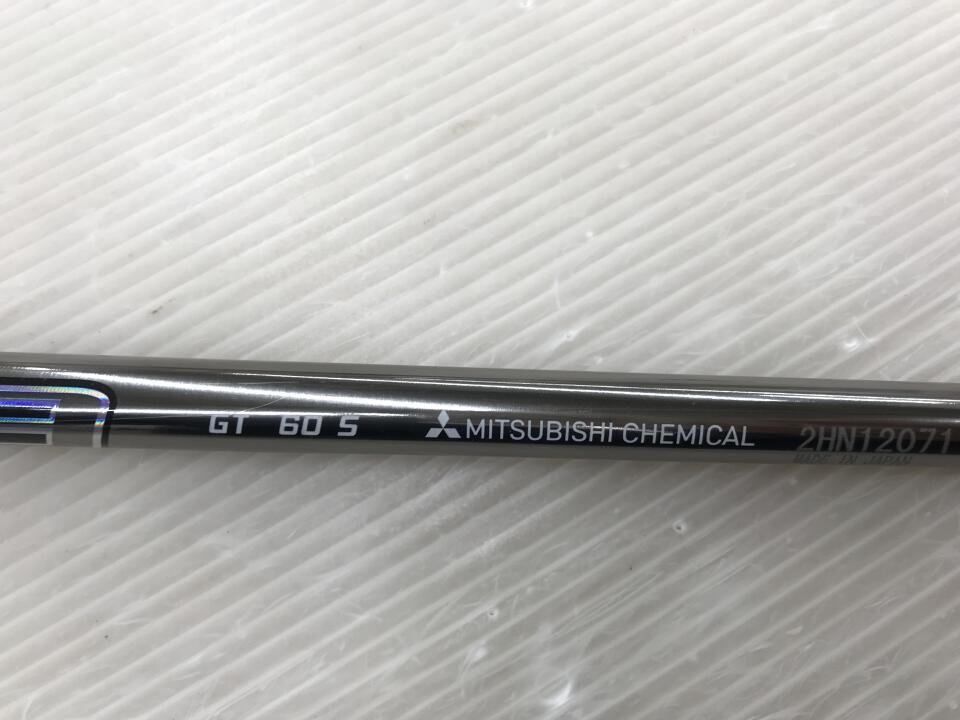 GT 60 S MITSUBISHI CHEMICAL 2HN12071
MADE IN JAPAN